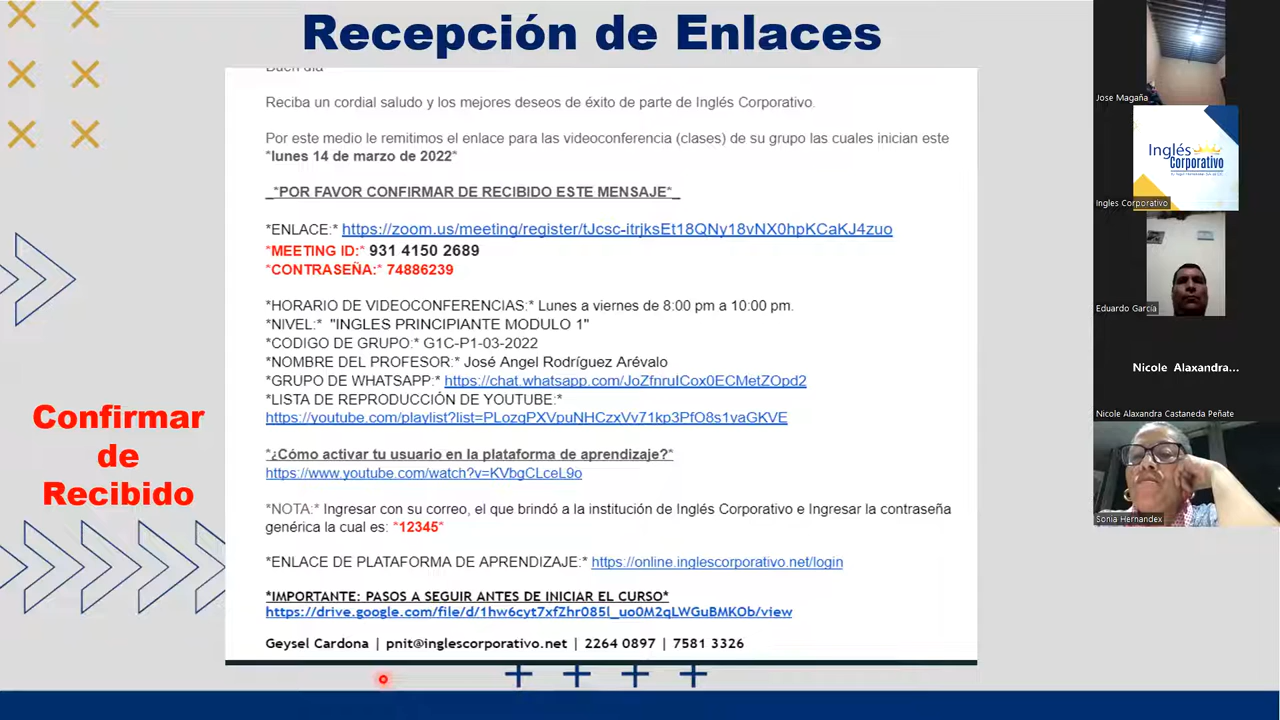 Recepción de Enlaces
Buen día
Reciba un cordial saludo y los mejores deseos de éxito de parte de Inglés Corporativo.
Por este medio le remitimos el enlace para las videoconferencia (clases) de su grupo las cuales inician este
*lunes 14 de marzo de 2022*
_*POR FAVOR CONFIRMAR DE RECIBIDO ESTE MENSAJE*_
*ENLACE:* https://zoom.us/meeting/register/tJcsc-itrjksEt18QNy18vNX0hpKCaKJ4zuo
*MEETING ID:* 931 4150 2689
*CONTRASEÑA:* 74886239
*HORARIO DE VIDEOCONFERENCIAS:* Lunes a viernes de 8:00 pm a 10:00 pm.
*NIVEL:* "INGLES PRINCIPIANTE MODULO 1"
*CODIGO DE GRUPO:* G1C-P1-03-2022
*NOMBRE DEL PROFESOR:* José Angel Rodríguez Arévalo
*GRUPO DE WHATSAPP:* https://chat.whatsapp.com/JoZfnruICox0ECMetZOpd2
*LISTA DE REPRODUCCIÓN DE YOUTUBE:*
https://youtube.com/playlist?list=PLozqPXVpuNHCzxVv71kp3PfO8s1vaGKVE
*¿Cómo activar tu usuario en la plataforma de aprendizaje?*
https://www.youtube.com/watch?v=KVbgCLceL9o
*NOTA:* Ingresar con su correo, el que brindó a la institución de Inglés Corporativo e Ingresar la contraseña
genérica la cual es: *12345*
*ENLACE DE PLATAFORMA DE APRENDIZAJE:* https://online.inglescorporativo.net/login
*IMPORTANTE: PASOS A SEGUIR ANTES DE INICIAR EL CURSO*
https://drive.google.com/file/d/1hw6cyt7xfZhr085l_uo0M2qLWGuBMKOb/view
Geysel Cardona | pnit@inglescorporativo.net | 2264 0897 | 7581 3326
Confirmar
de
Recibido
Jose Magaña
Inglés
Corporativo
Ingles Corporativo
Eduardo García
Nicole Alaxandra...
Nicole Alaxandra Castaneda Peñate
Sonia Hernandex